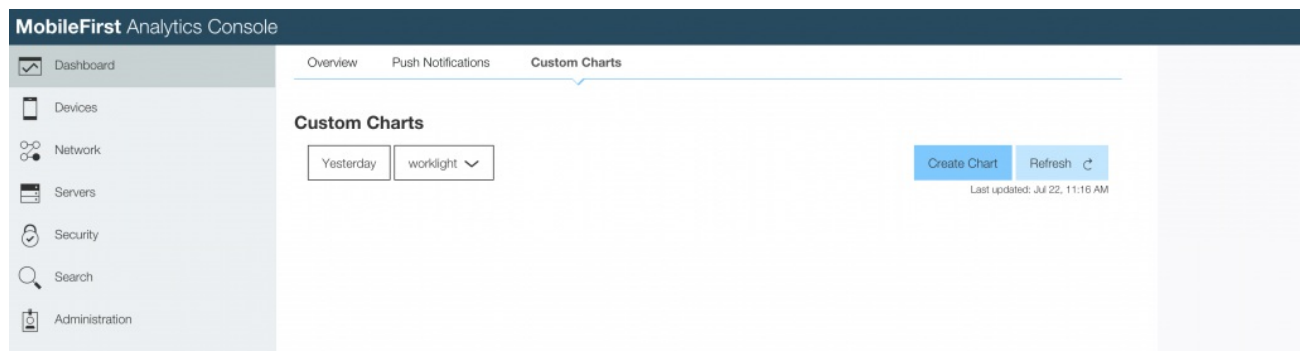 MobileFirst Analytics Console
Dashboard
Devices
Network
Servers
Security
Search
Administration
Overview Push Notifications Custom Charts
Custom Charts
Yesterday worklight
Create Chart Refresh
Last updated: Jul 22, 11:16 AM